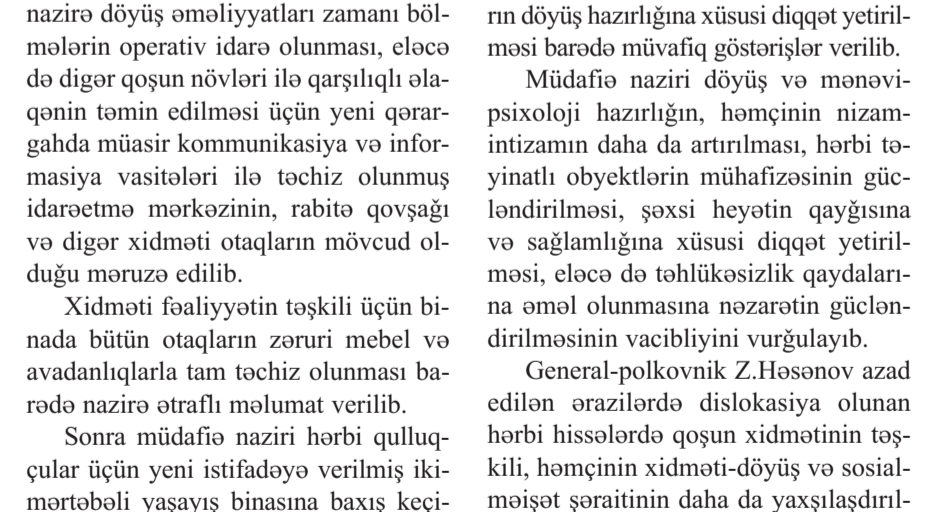 nazirə döyüş əməliyyatları zamanı böl-
mələrin operativ idarə olunması, eləcə
də digər qoşun növləri ilə qarşılıqlı əla-
qənin təmin edilməsi üçün yeni qərar-
gahda müasir kommunikasiya və infor-
masiya vasitələri ilə təchiz olunmuş
idarəetmə mərkəzinin, rabitə qovşağı
və digər xidməti otaqların mövcud ol-
duğu məruzə edilib.
Xidməti fəaliyyətin təşkili üçün bi-
nada bütün otaqların zəruri mebel və
avadanlıqlarla tam təchiz olunması ba-
rədə nazirə ətraflı məlumat verilib.
Sonra müdafiə naziri hərbi qulluq-
çular üçün yeni istifadəyə verilmiş iki-
mərtəbəli yaşayış binasına baxış keçi-
rın döyüş hazırlığına xüsusi diqqət yetiril-
məsi barədə müvafiq göstərişlər verilib.
Müdafiə naziri döyüş və mənəvi-
psixoloji hazırlığın, həmçinin nizam-
intizamın daha da artırılması, hərbi tə-
yinatlı obyektlərin mühafizəsinin güc-
ləndirilməsi, şəxsi heyətin qayğısına
və sağlamlığına xüsusi diqqət yetiril-
məsi, eləcə də təhlükəsizlik qaydaları-
na əməl olunmasına nəzarətin güclən-
dirilməsinin vacibliyini vurğulayıb.
General-polkovnik Z.Həsənov azad
edilən ərazilərdə dislokasiya olunan
hərbi hissələrdə qoşun xidmətinin təş-
kili, həmçinin xidməti-döyüş və sosial-
məişət şəraitinin daha da yaxşılaşdırıl-